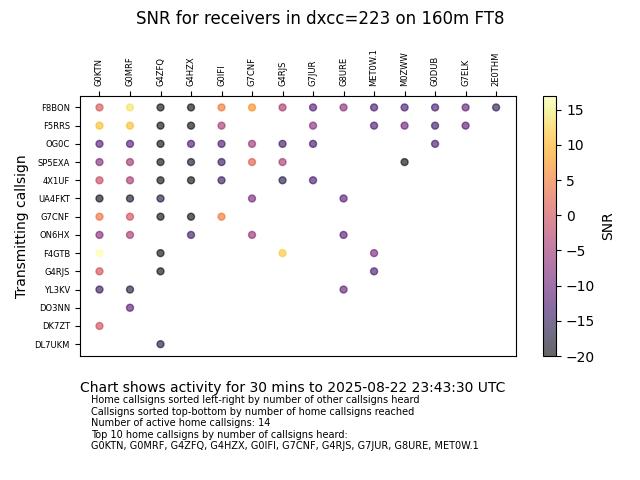 SNR for receivers in dxcc=223 on 160m FT8
G0KTN G0MRF G4ZFQ G4HZX G0IFI G7CNF G4RJS G7JUR G8URE MET0W.1 M0ZWW G0DUB G7ELK 2E0THM
Transmitting callsign
F8BON
F5RRS
OG0C
SP5EXA
4X1UF
UA4FKT
G7CNF
ON6HX
F4GTB
G4RJS
YL3KV
DO3NN
DK7ZT
DL7UKM
15
10
5
0
−5
−10
−15
−20
SNR
Chart shows activity for 30 mins to 2025-08-22 23:43:30 UTC
Home callsigns sorted left-right by number of other callsigns heard
Callsigns sorted top-bottom by number of home callsigns reached
Number of active home callsigns: 14
Top 10 home callsigns by number of callsigns heard:
G0KTN, G0MRF, G4ZFQ, G4HZX, G0IFI, G7CNF, G4RJS, G7JUR, G8URE, MET0W.1